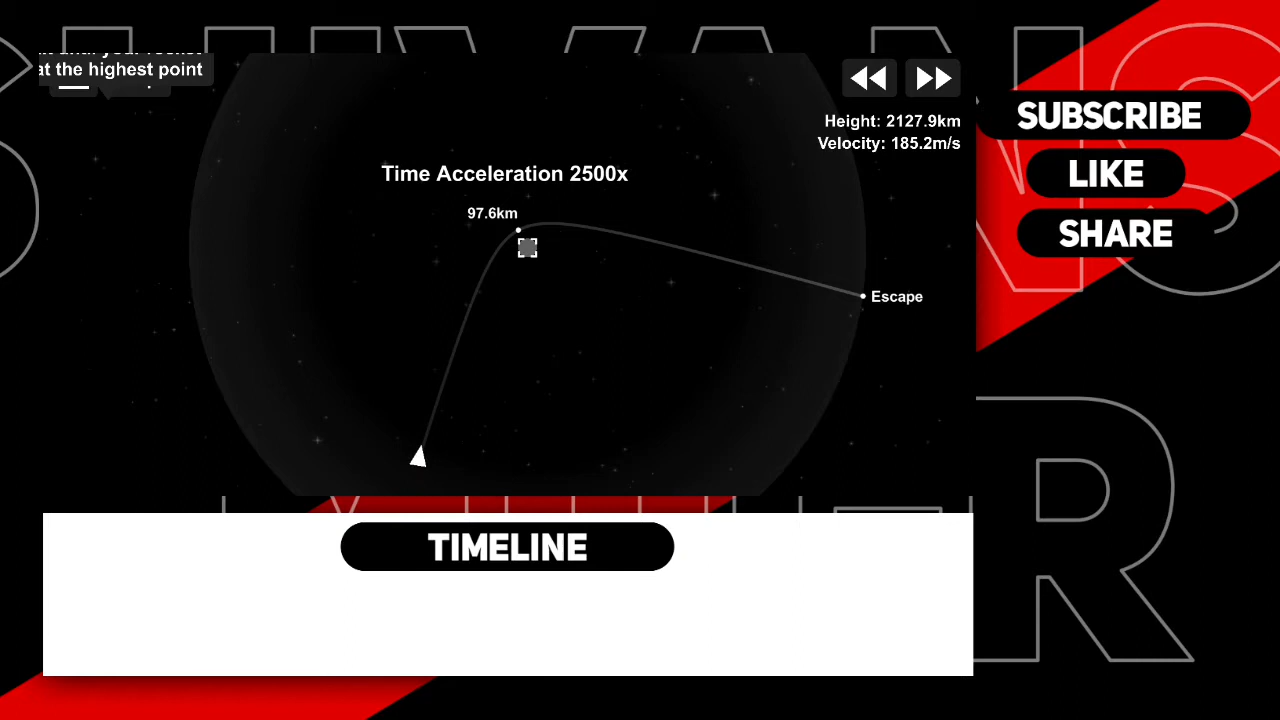 at the highest point
Height: 2127.9km
Velocity: 185.2m/s
Time Acceleration 2500x
97.6km
Escape
SUBSCRIBE
LIKE
SHARE
TIMELINE